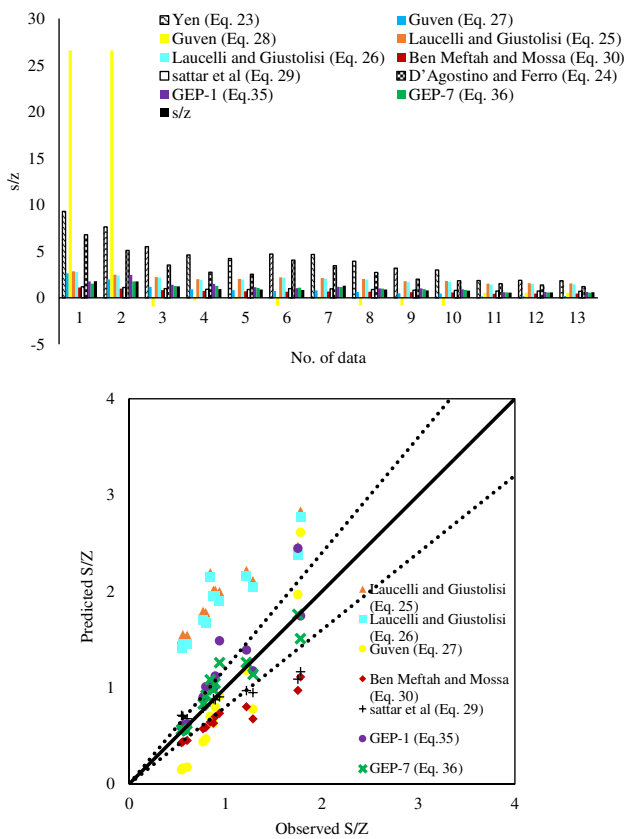 Yen (Eq. 23)
Guven (Eq. 27)
Guven (Eq. 28)
Laucelli and Giustolisi (Eq. 25)
Laucelli and Giustolisi (Eq. 26)
Ben Meftah and Mossa (Eq. 30)
sattar et al (Eq. 29)
D'Agostino and Ferro (Eq. 24)
GEP-1 (Eq.35)
GEP-7 (Eq. 36)
s/z
30
25
20
15
10
5
0
-5
s/z
1 2 3 4 5 6 7 8 9 10 11 12 13
No. of data
4
3
2
1
0
Predicted S/Z
Laucelli and Giustolisi
(Eq. 25)
Laucelli and Giustolisi
(Eq. 26)
Guven (Eq. 27)
Ben Meftah and Mossa
(Eq. 30)
sattar et al (Eq. 29)
GEP-1 (Eq.35)
GEP-7 (Eq. 36)
0 1 2 3 4
Observed S/Z